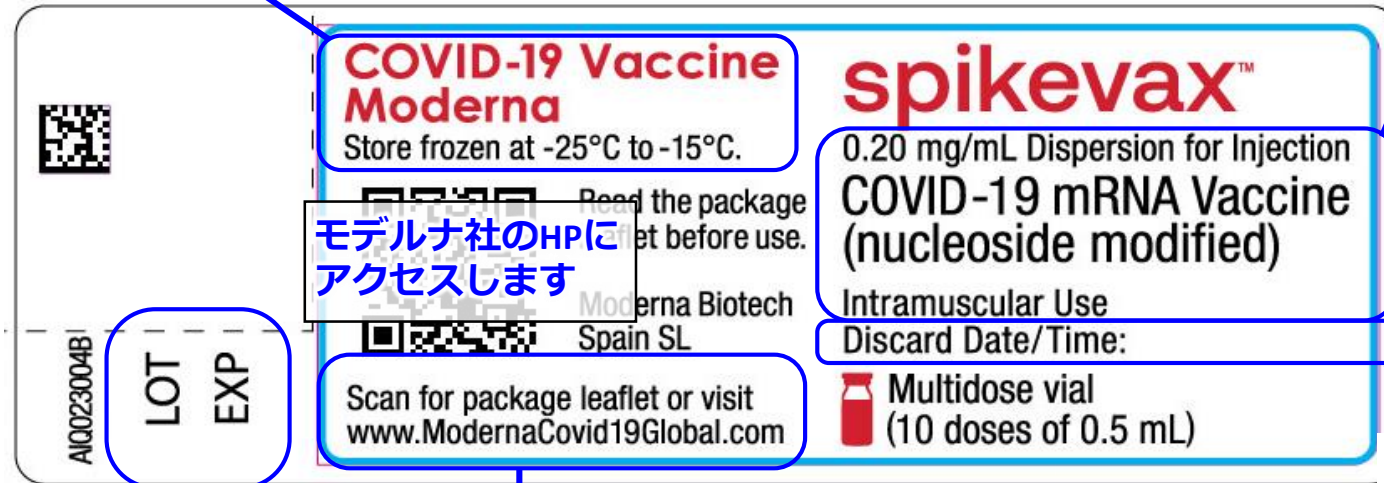 COVID-19 Vaccine
Moderna
Store frozen at -25°C to -15°C.
the package
before use.
モデルナ社のHPに
アクセスします
Moderna Biotech
Spain SL
Scan for package leaflet or visit
www.ModernaCovid19Global.com
spikevax™
0.20 mg/mL Dispersion for Injection
COVID-19 mRNA Vaccine
(nucleoside modified)
Intramuscular Use
Discard Date/Time:
Multidose vial
(10 doses of 0.5 mL)
AIQ023004B
LOT
EXP